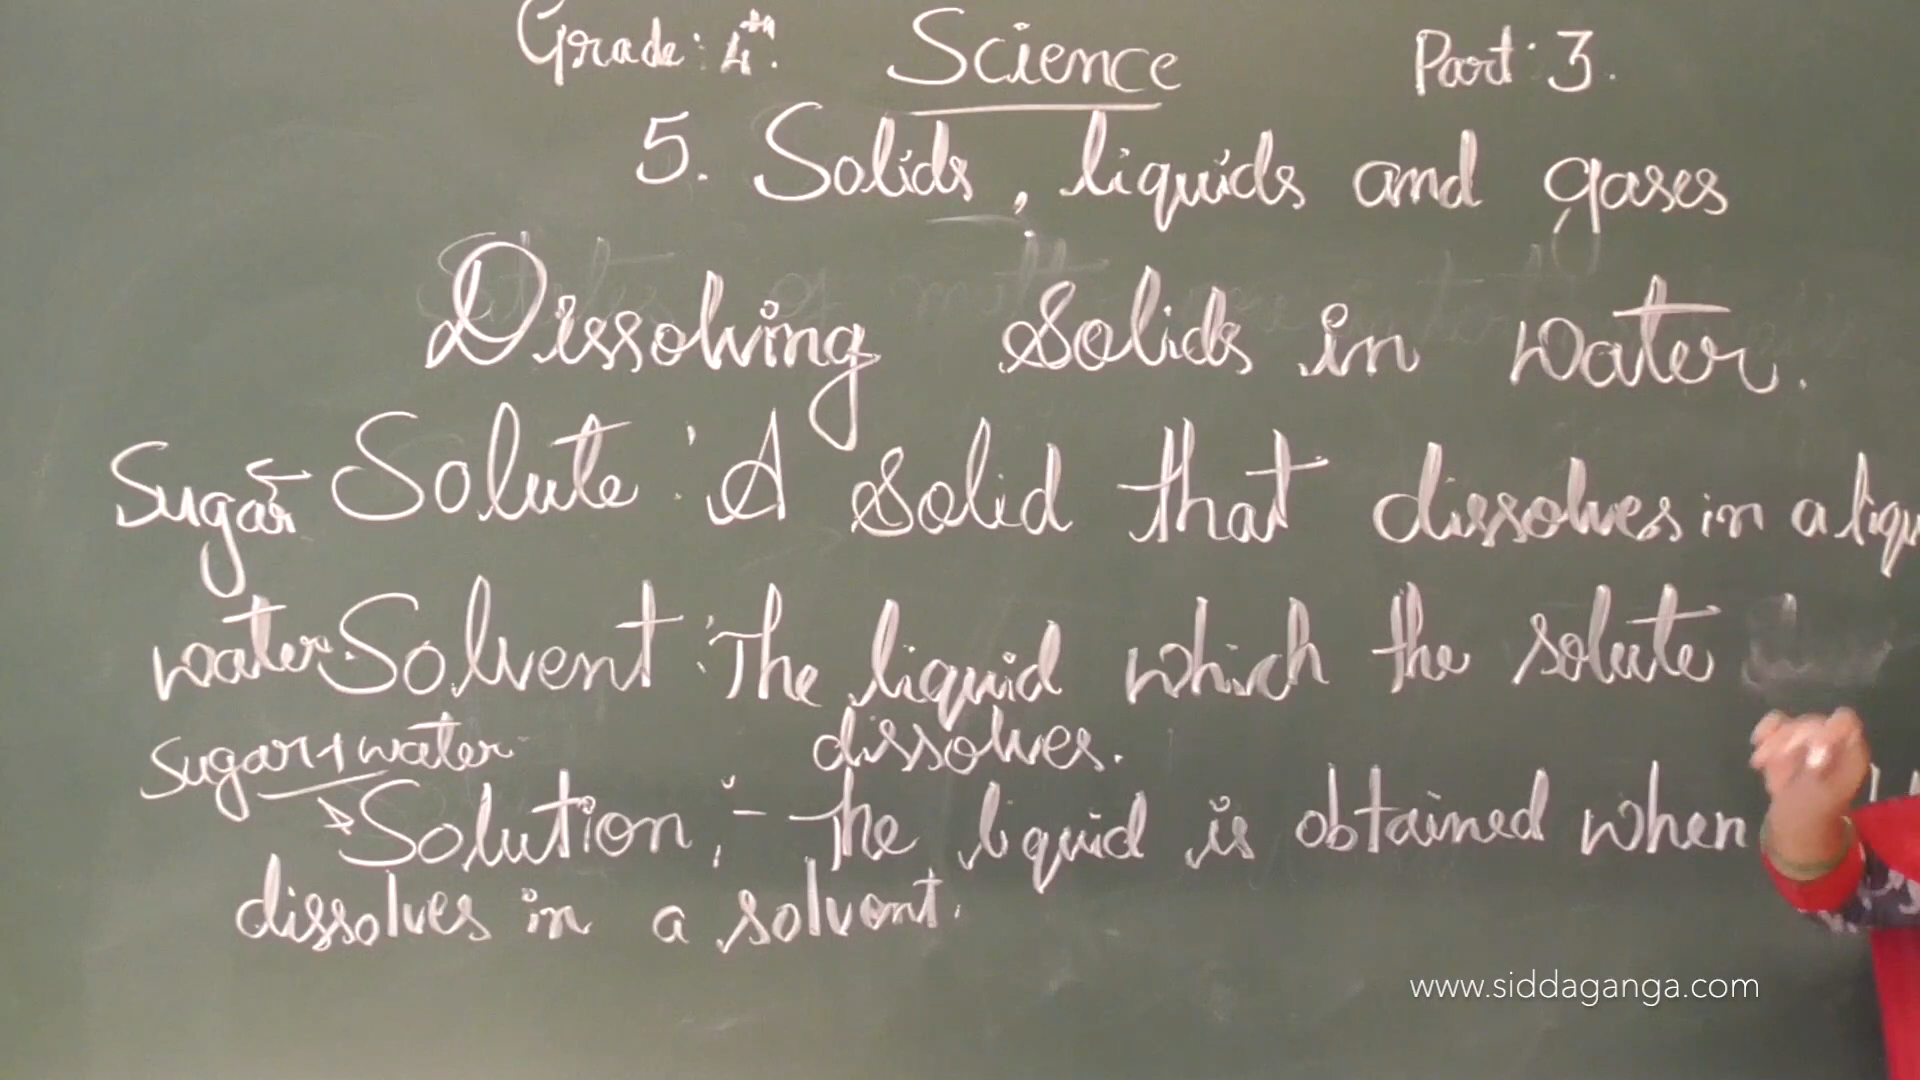 Grade: 4th. Science Part: 3.
5. Solids, liquids and gases
Dissolving solids in water.
Sugar ← Solute: A solid that dissolves in a liqu
water. Solvent: The liquid which the solute
dissolves.
Sugar + water
→ Solution :- The liquid is obtained when
dissolves in a solvent.
www.siddaganga.com